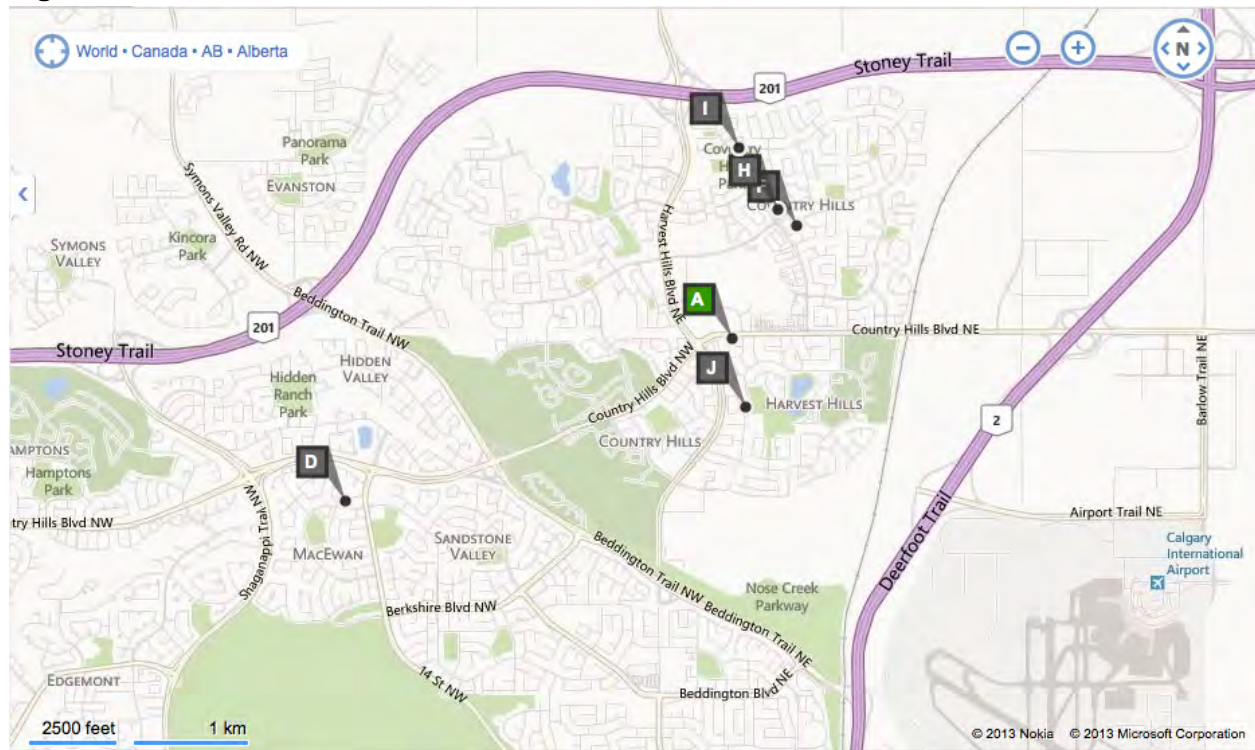 World • Canada • AB • Alberta
Stoney Trail
N
201
I
Panorama
Park
EVANSTON
H
COUNTRY HILLS
Symons Valley Rd NW
Harvest Hills Blvd NE
Kincora
Park
SYMONS
VALLEY
Beddington Trail NW
A
201
Stoney Trail
Country Hills Blvd NE
HIDDEN
VALLEY
Hidden
Ranch
Park
J
Country Hills Blvd NW
HARVEST HILLS
Barlow Trail NE
2
COUNTRY HILLS
AMPTONS
Hamptons
Park
D
try Hills Blvd NW
Shaganappi Trail NW
MACEWAN
SANDSTONE
VALLEY
Deerfoot Trail
Airport Trail NE
Calgary
International
Airport
Beddington Trail NW
Beddington Trail NE
Nose Creek
Parkway
Berkshire Blvd NW
14 St NW
EDGEMONT
Beddington Blvd NE
2500 feet
1 km
© 2013 Nokia © 2013 Microsoft Corporation